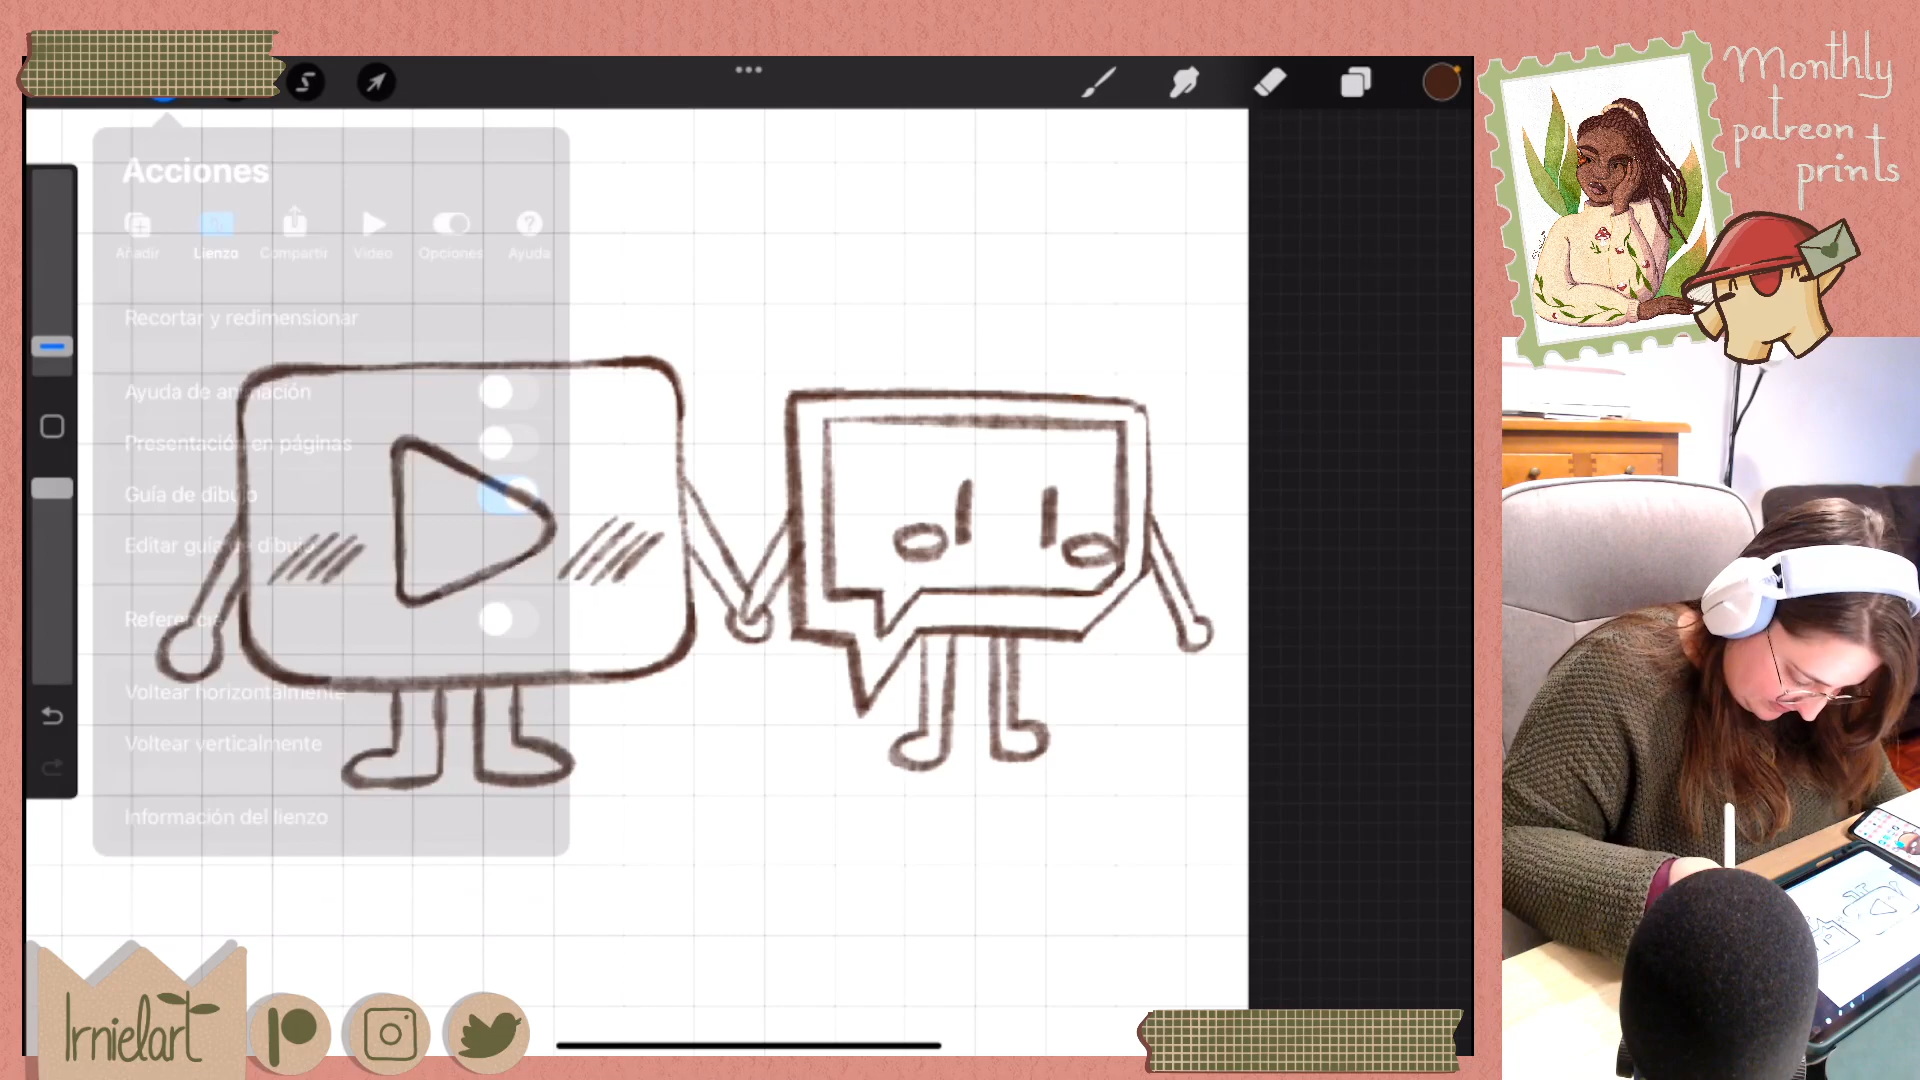 Monthly
patreon
prints
Acciones
Añadir Lienzo Compartir Vídeo Opciones Ayuda
Recortar y redimensionar
Ayuda de animación
Presentación en páginas
Guía de dibujo
Editar guía de dibujo
Referencia
Voltear horizontalmente
Voltear verticalmente
Información del lienzo
Irnielart